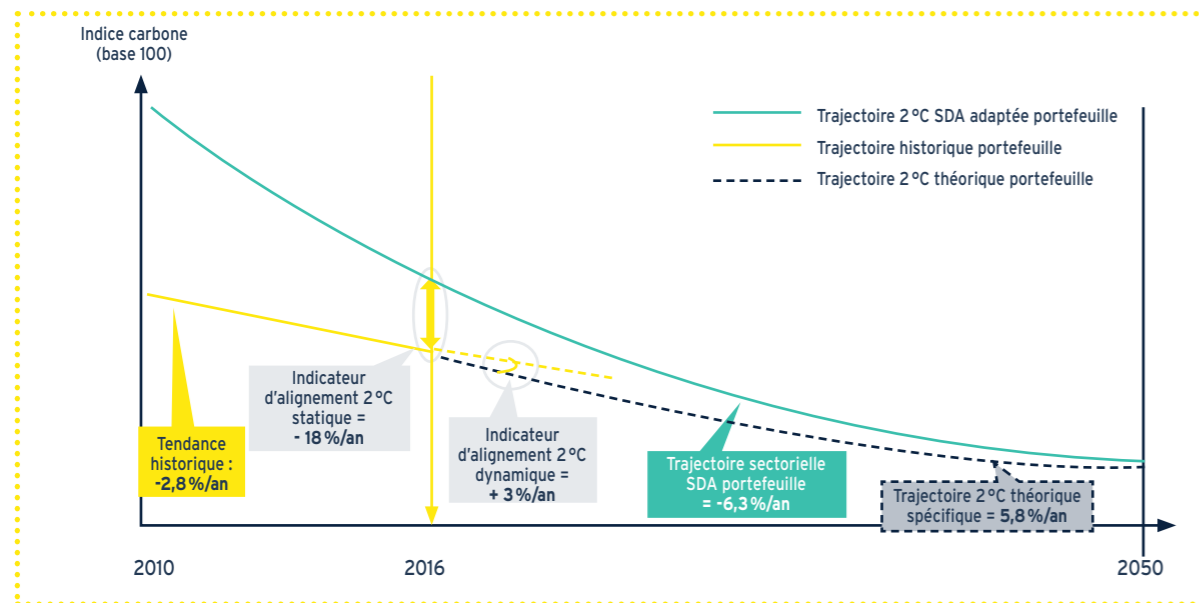 Indice carbone
(base 100)
Trajectoire 2 °C SDA adaptée portefeuille
Trajectoire historique portefeuille
Trajectoire 2 °C théorique portefeuille
Indicateur
d'alignement 2 °C
statique =
- 18 %/an
Tendance
historique :
-2,8 %/an
Indicateur
d'alignement 2 °C
dynamique =
+ 3 %/an
Trajectoire sectorielle
SDA portefeuille
= -6,3 %/an
Trajectoire 2 °C théorique
spécifique = 5,8 %/an
2010
2016
2050